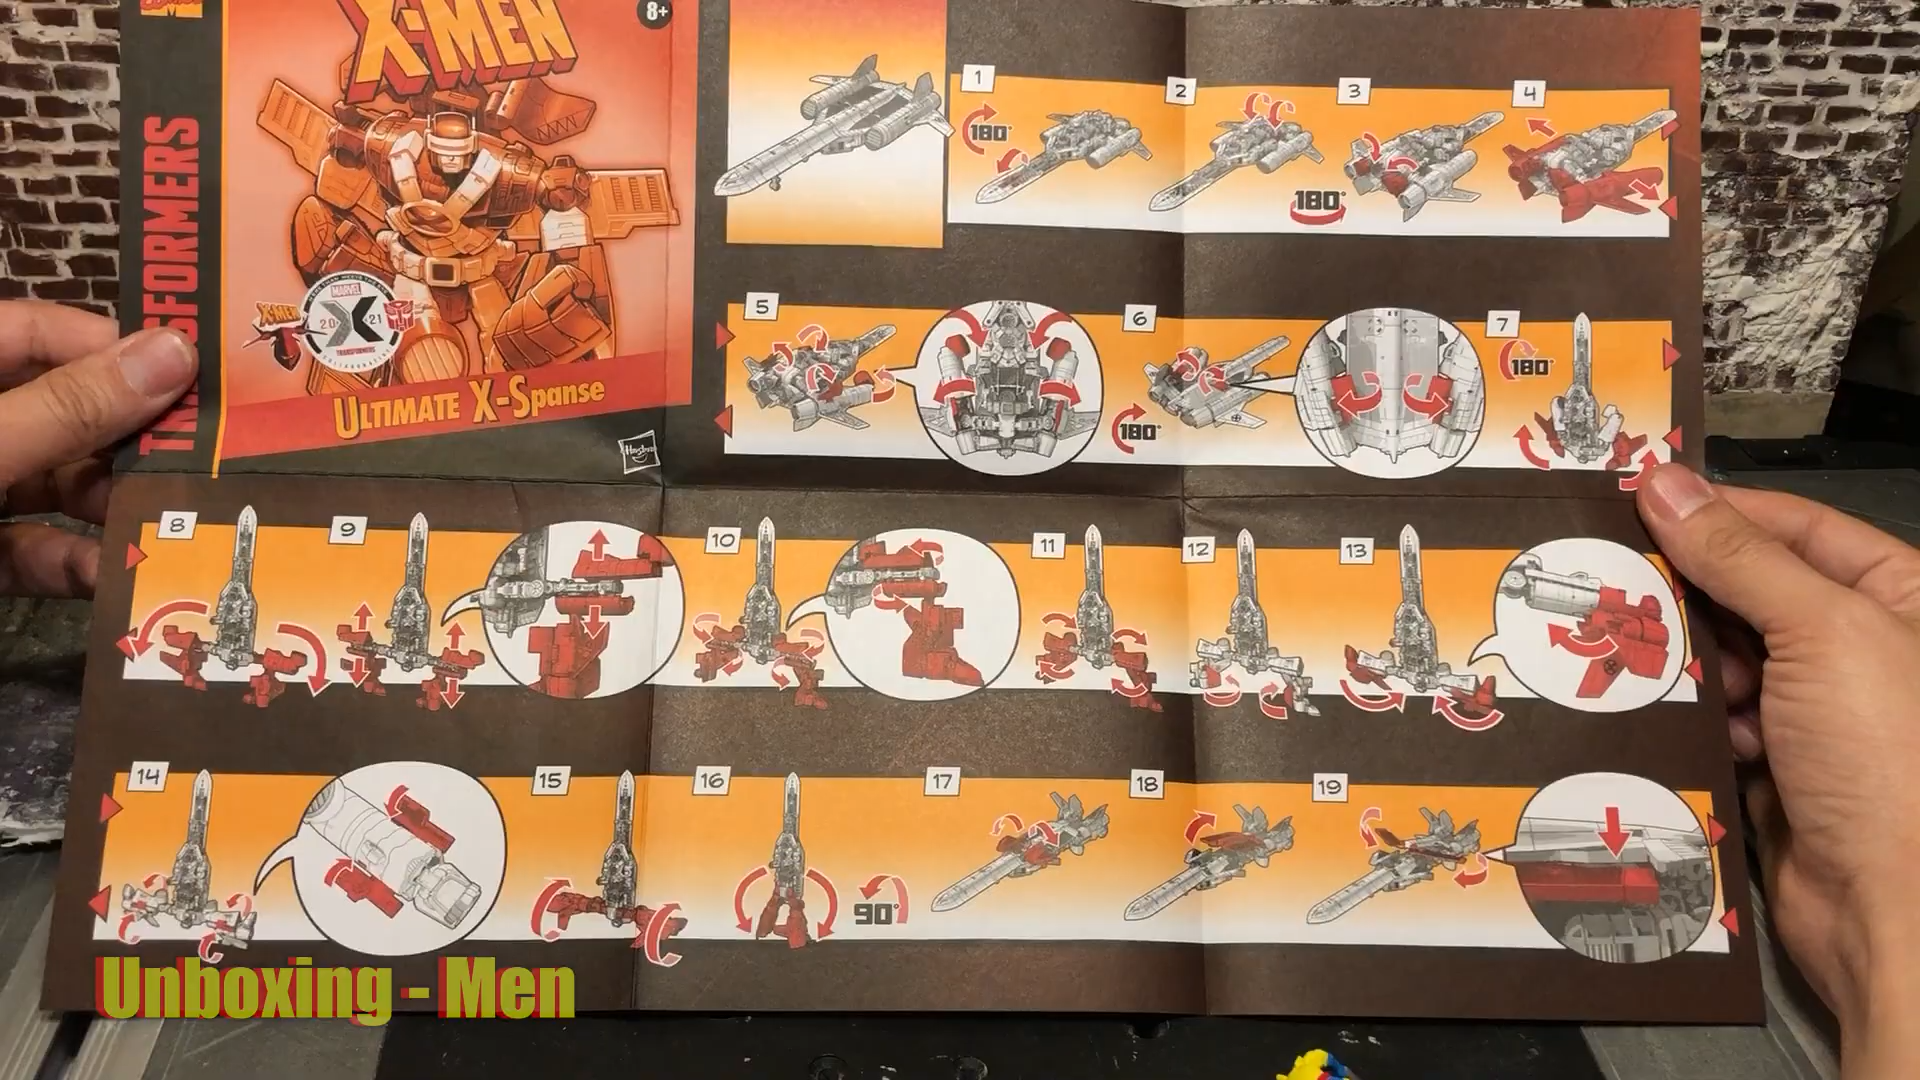 X-MEN
8+
TRANSFORMERS
X-MEN
MARVEL
20 X 21
TRANSFORMERS
ULTIMATE X-SPANSE
Hasbro
1
180°
2
180°
3
4
5
6
180°
7
180°
8
9
10
11
12
13
14
15
16
90°
17
18
19
Unboxing - Men